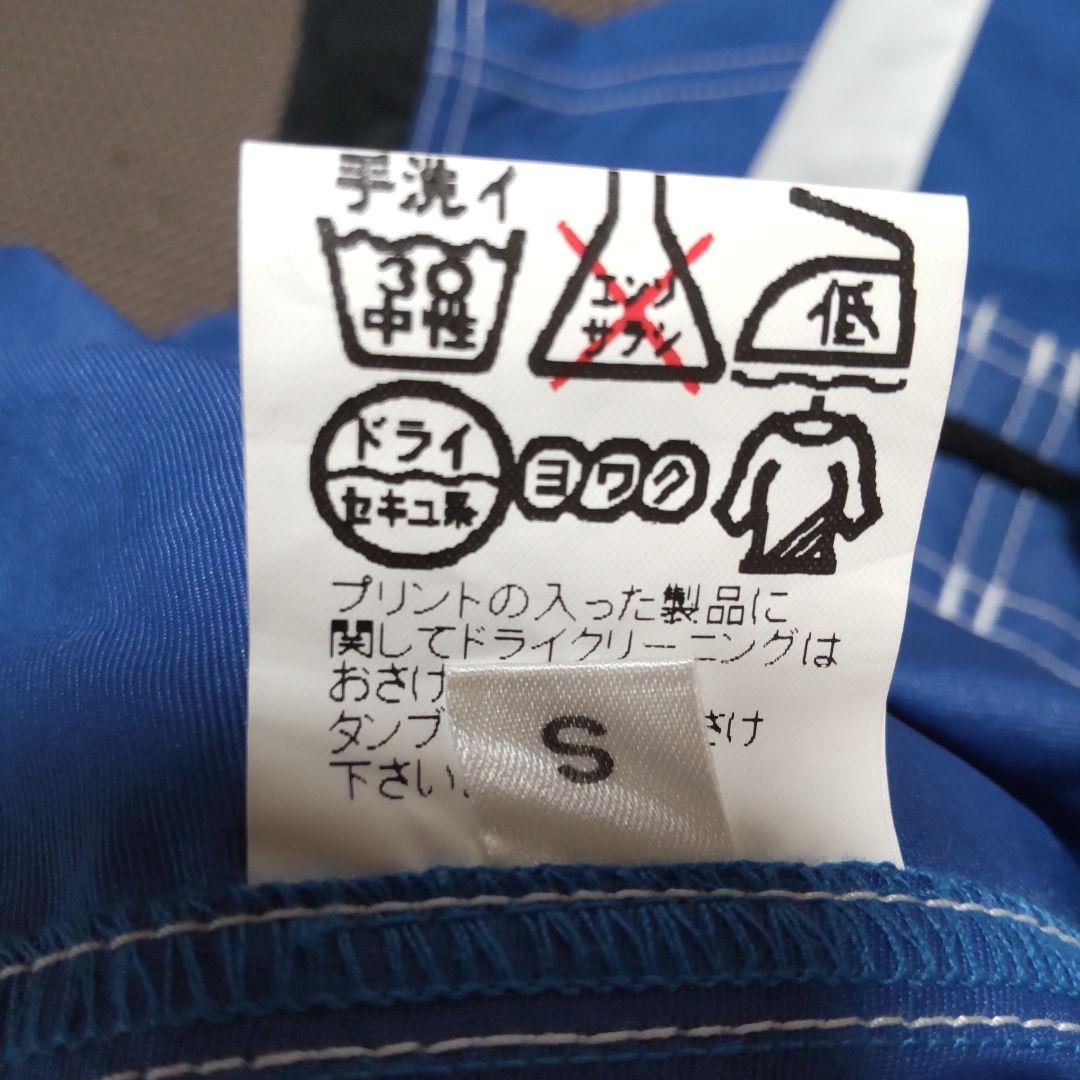 手洗イ
30
中性
エンソ
サラシ
低
ドライ
セキユ系
ヨワク
プリントの入った製品に
関してドライクリーニングは
おさけ
タンブ
さけ
下さい。
S